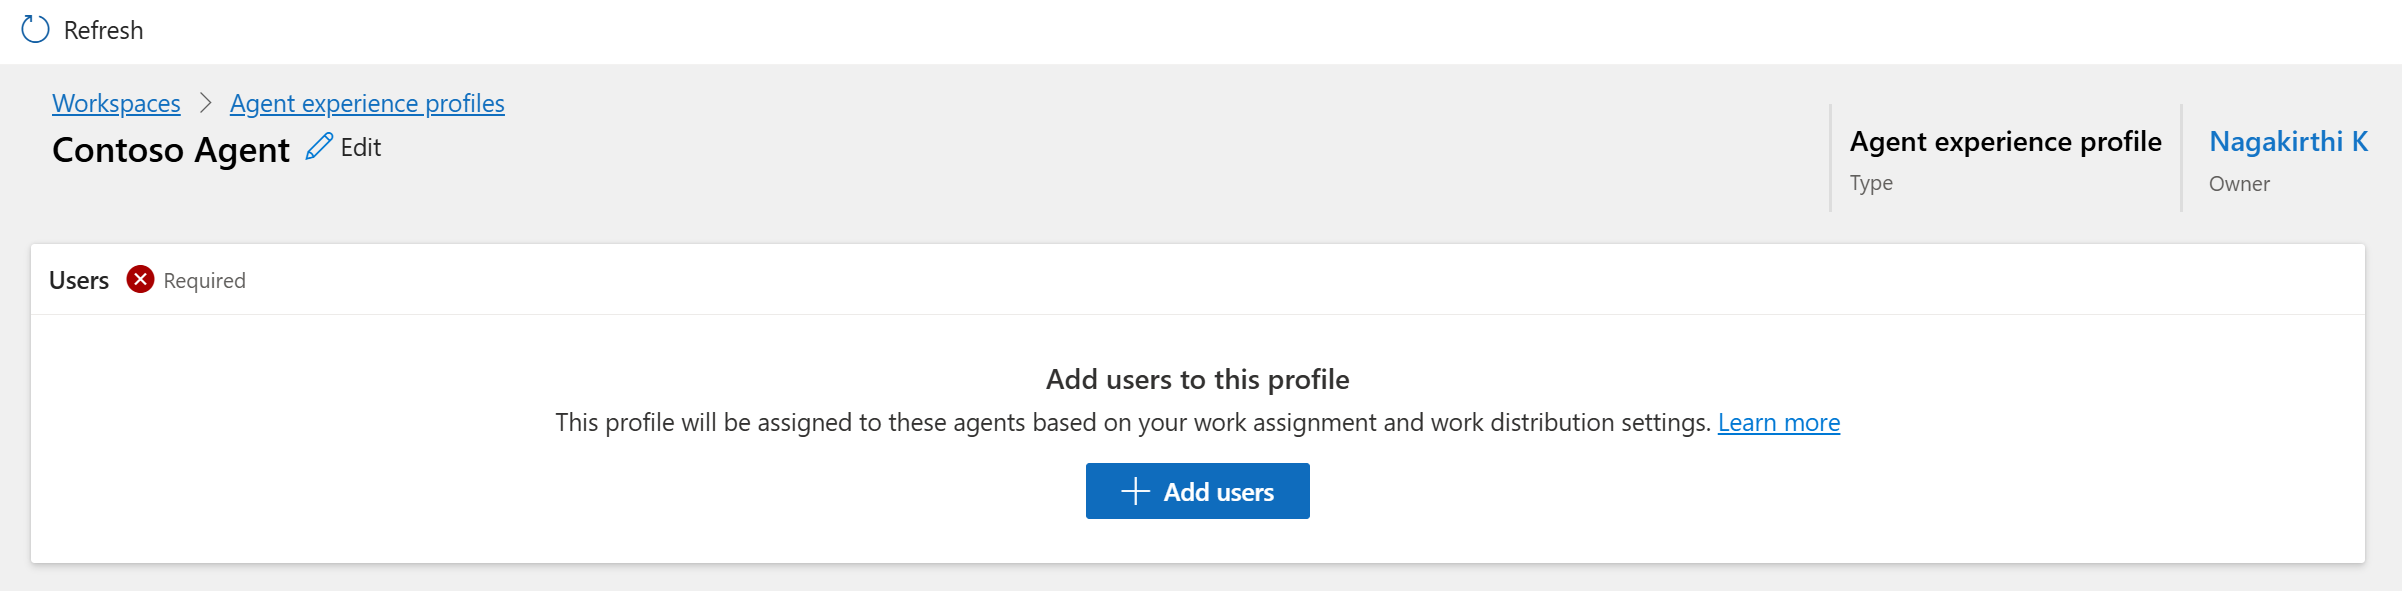 Refresh
Workspaces Agent experience profiles
Contoso Agent Edit
Agent experience profile
Type
Nagakirthi K
Owner
Users Required
Add users to this profile
This profile will be assigned to these agents based on your work assignment and work distribution settings. Learn more
Add users